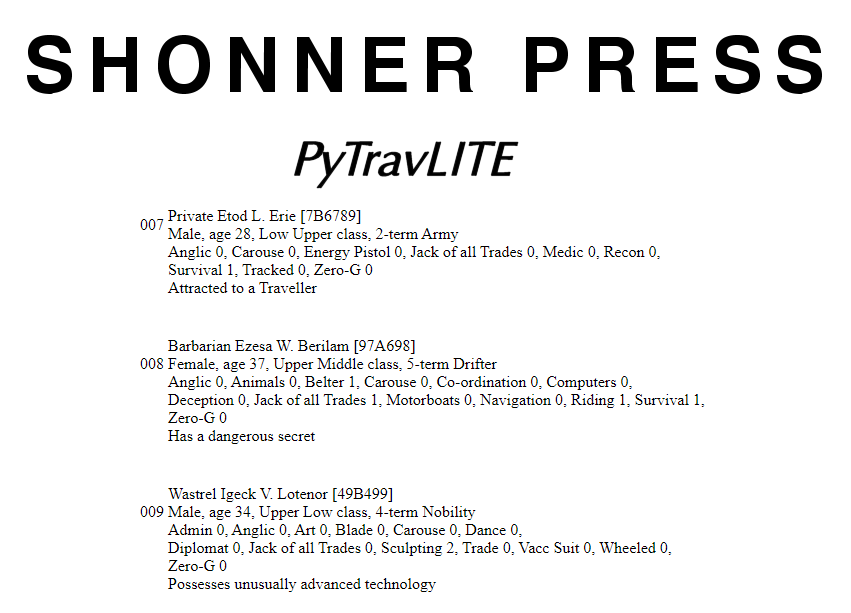 SHONNER PRESS
PyTravLITE
007 Private Etod L. Erie [7B6789]
Male, age 28, Low Upper class, 2-term Army
Anglic 0, Carouse 0, Energy Pistol 0, Jack of all Trades 0, Medic 0, Recon 0,
Survival 1, Tracked 0, Zero-G 0
Attracted to a Traveller
Barbarian Ezesa W. Berilam [97A698]
008 Female, age 37, Upper Middle class, 5-term Drifter
Anglic 0, Animals 0, Belter 1, Carouse 0, Co-ordination 0, Computers 0,
Deception 0, Jack of all Trades 1, Motorboats 0, Navigation 0, Riding 1, Survival 1,
Zero-G 0
Has a dangerous secret
Wastrel Igeck V. Lotenor [49B499]
009 Male, age 34, Upper Low class, 4-term Nobility
Admin 0, Anglic 0, Art 0, Blade 0, Carouse 0, Dance 0,
Diplomat 0, Jack of all Trades 0, Sculpting 2, Trade 0, Vacc Suit 0, Wheeled 0,
Zero-G 0
Possesses unusually advanced technology